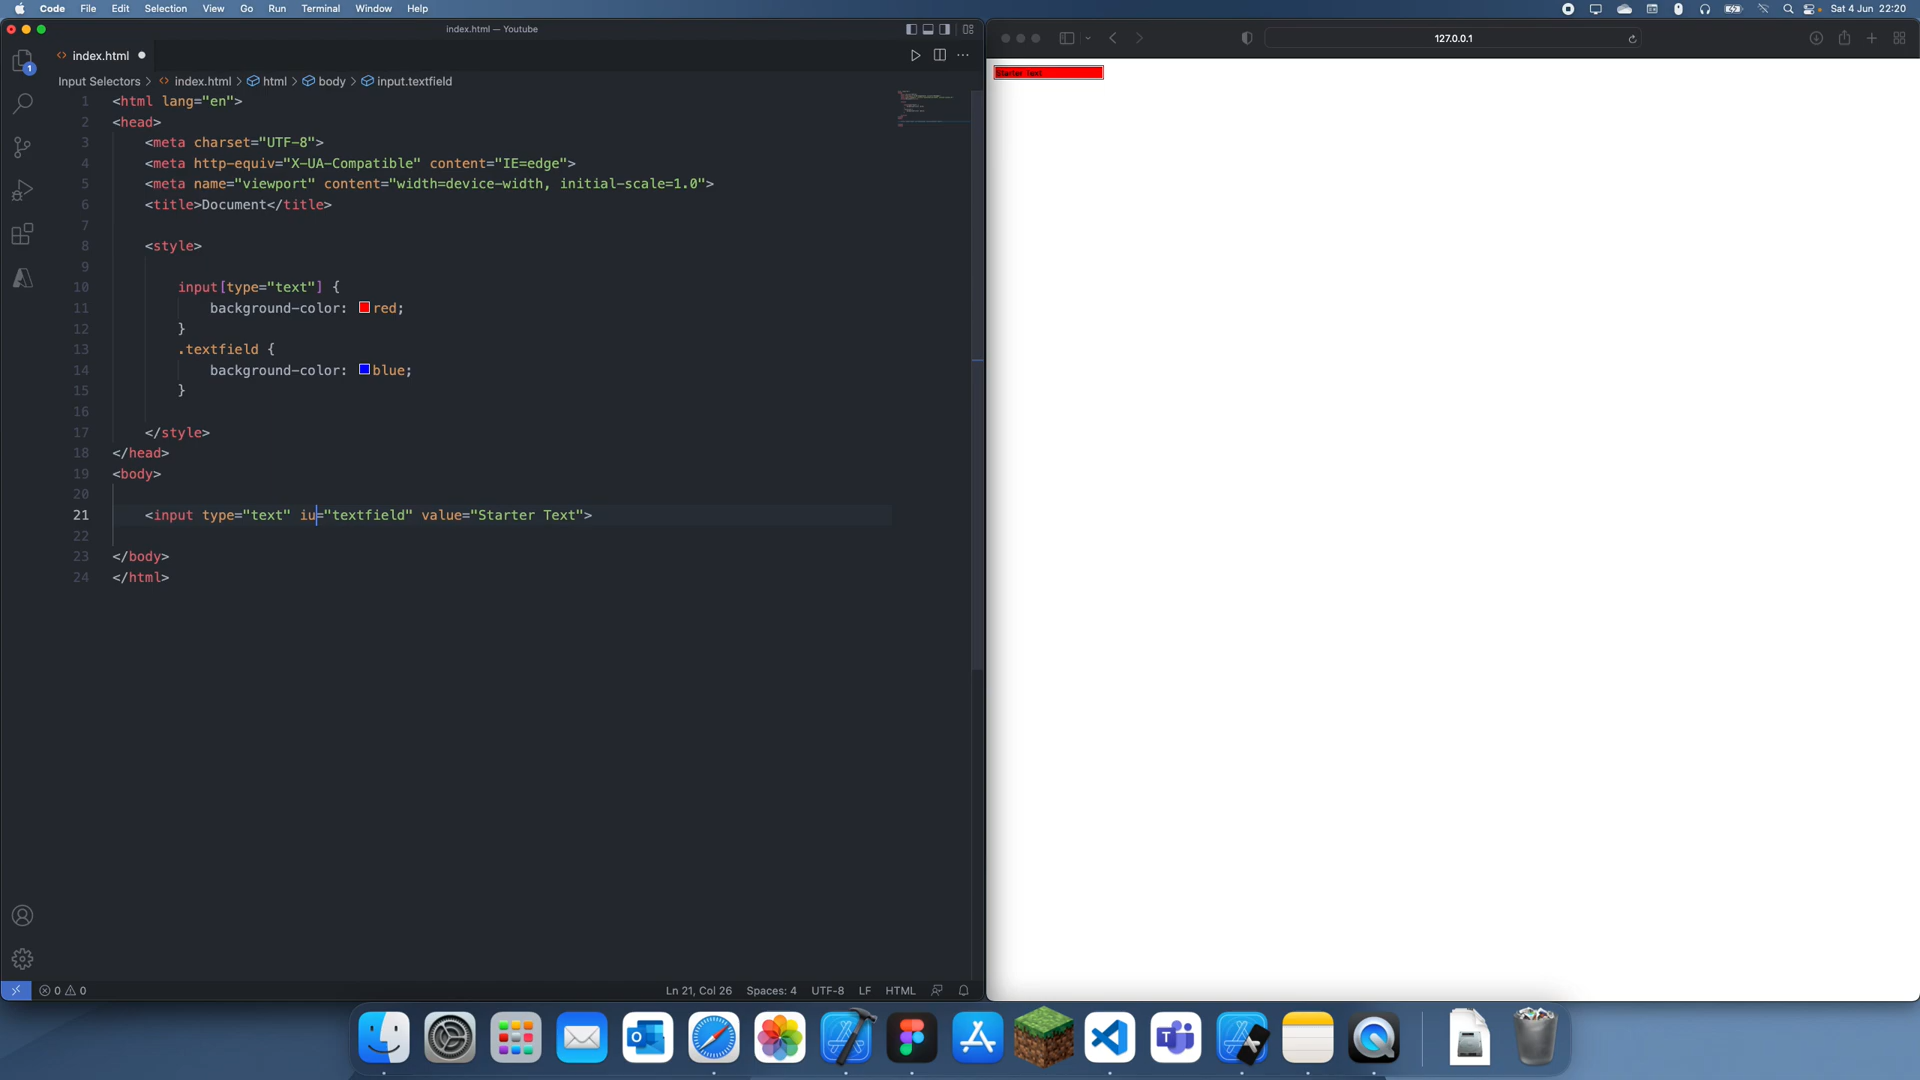 Code File Edit Selection View Go Run Terminal Window Help
Sat 4 Jun 22:20
index.html — Youtube
127.0.0.1
index.html
Input Selectors > index.html > html > body > input.textfield
1 <html lang="en">
2 <head>
3 <meta charset="UTF-8">
4 <meta http-equiv="X-UA-Compatible" content="IE=edge">
5 <meta name="viewport" content="width=device-width, initial-scale=1.0">
6 <title>Document</title>
7
8 <style>
9
10 input[type="text"] {
11 background-color: red;
12 }
13 .textfield {
14 background-color: blue;
15 }
16
17 </style>
18 </head>
19 <body>
20
21 <input type="text" iu="textfield" value="Starter Text">
22
23 </body>
24 </html>
Starter Text
1
0 0
Ln 21, Col 26 Spaces: 4 UTF-8 LF HTML